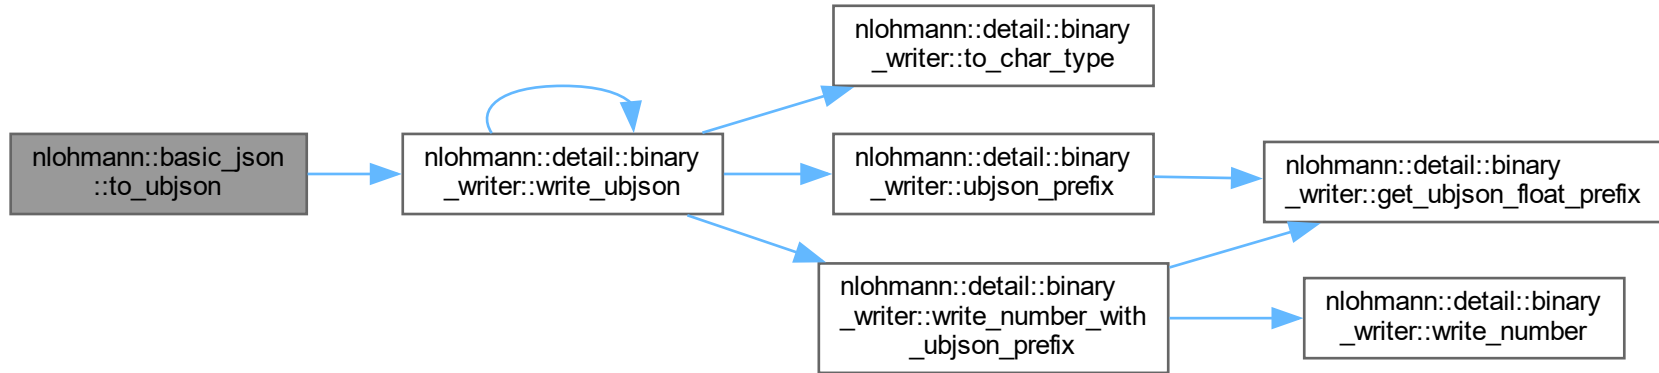 nlohmann::basic_json
::to_ubjson
nlohmann::detail::binary
_writer::write_ubjson
nlohmann::detail::binary
_writer::to_char_type
nlohmann::detail::binary
_writer::ubjson_prefix
nlohmann::detail::binary
_writer::write_number_with
_ubjson_prefix
nlohmann::detail::binary
_writer::get_ubjson_float_prefix
nlohmann::detail::binary
_writer::write_number